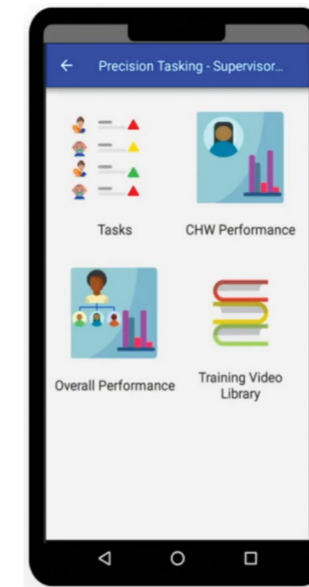 Precision Tasking - Supervisor...
Tasks
CHW Performance
Overall Performance
Training Video
Library